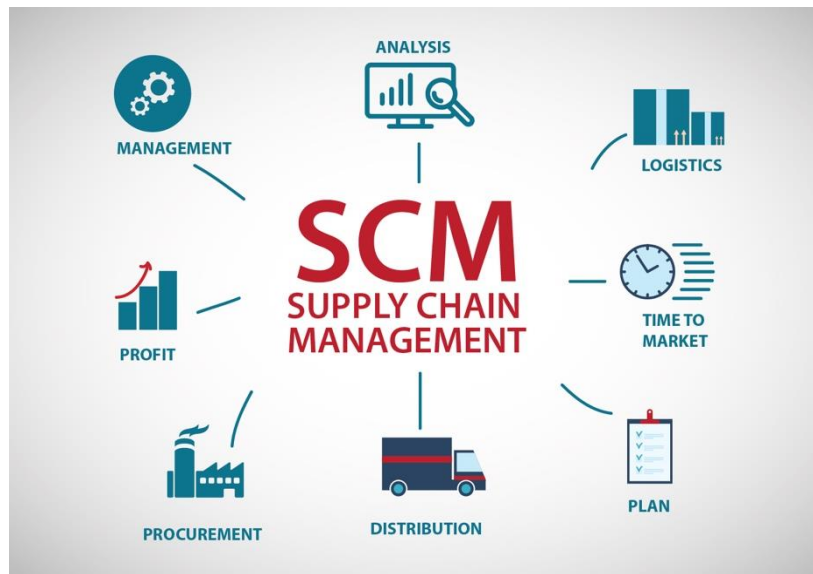 ANALYSIS
MANAGEMENT
LOGISTICS
SCM
SUPPLY CHAIN
MANAGEMENT
TIME TO
MARKET
PROFIT
PLAN
PROCUREMENT
DISTRIBUTION